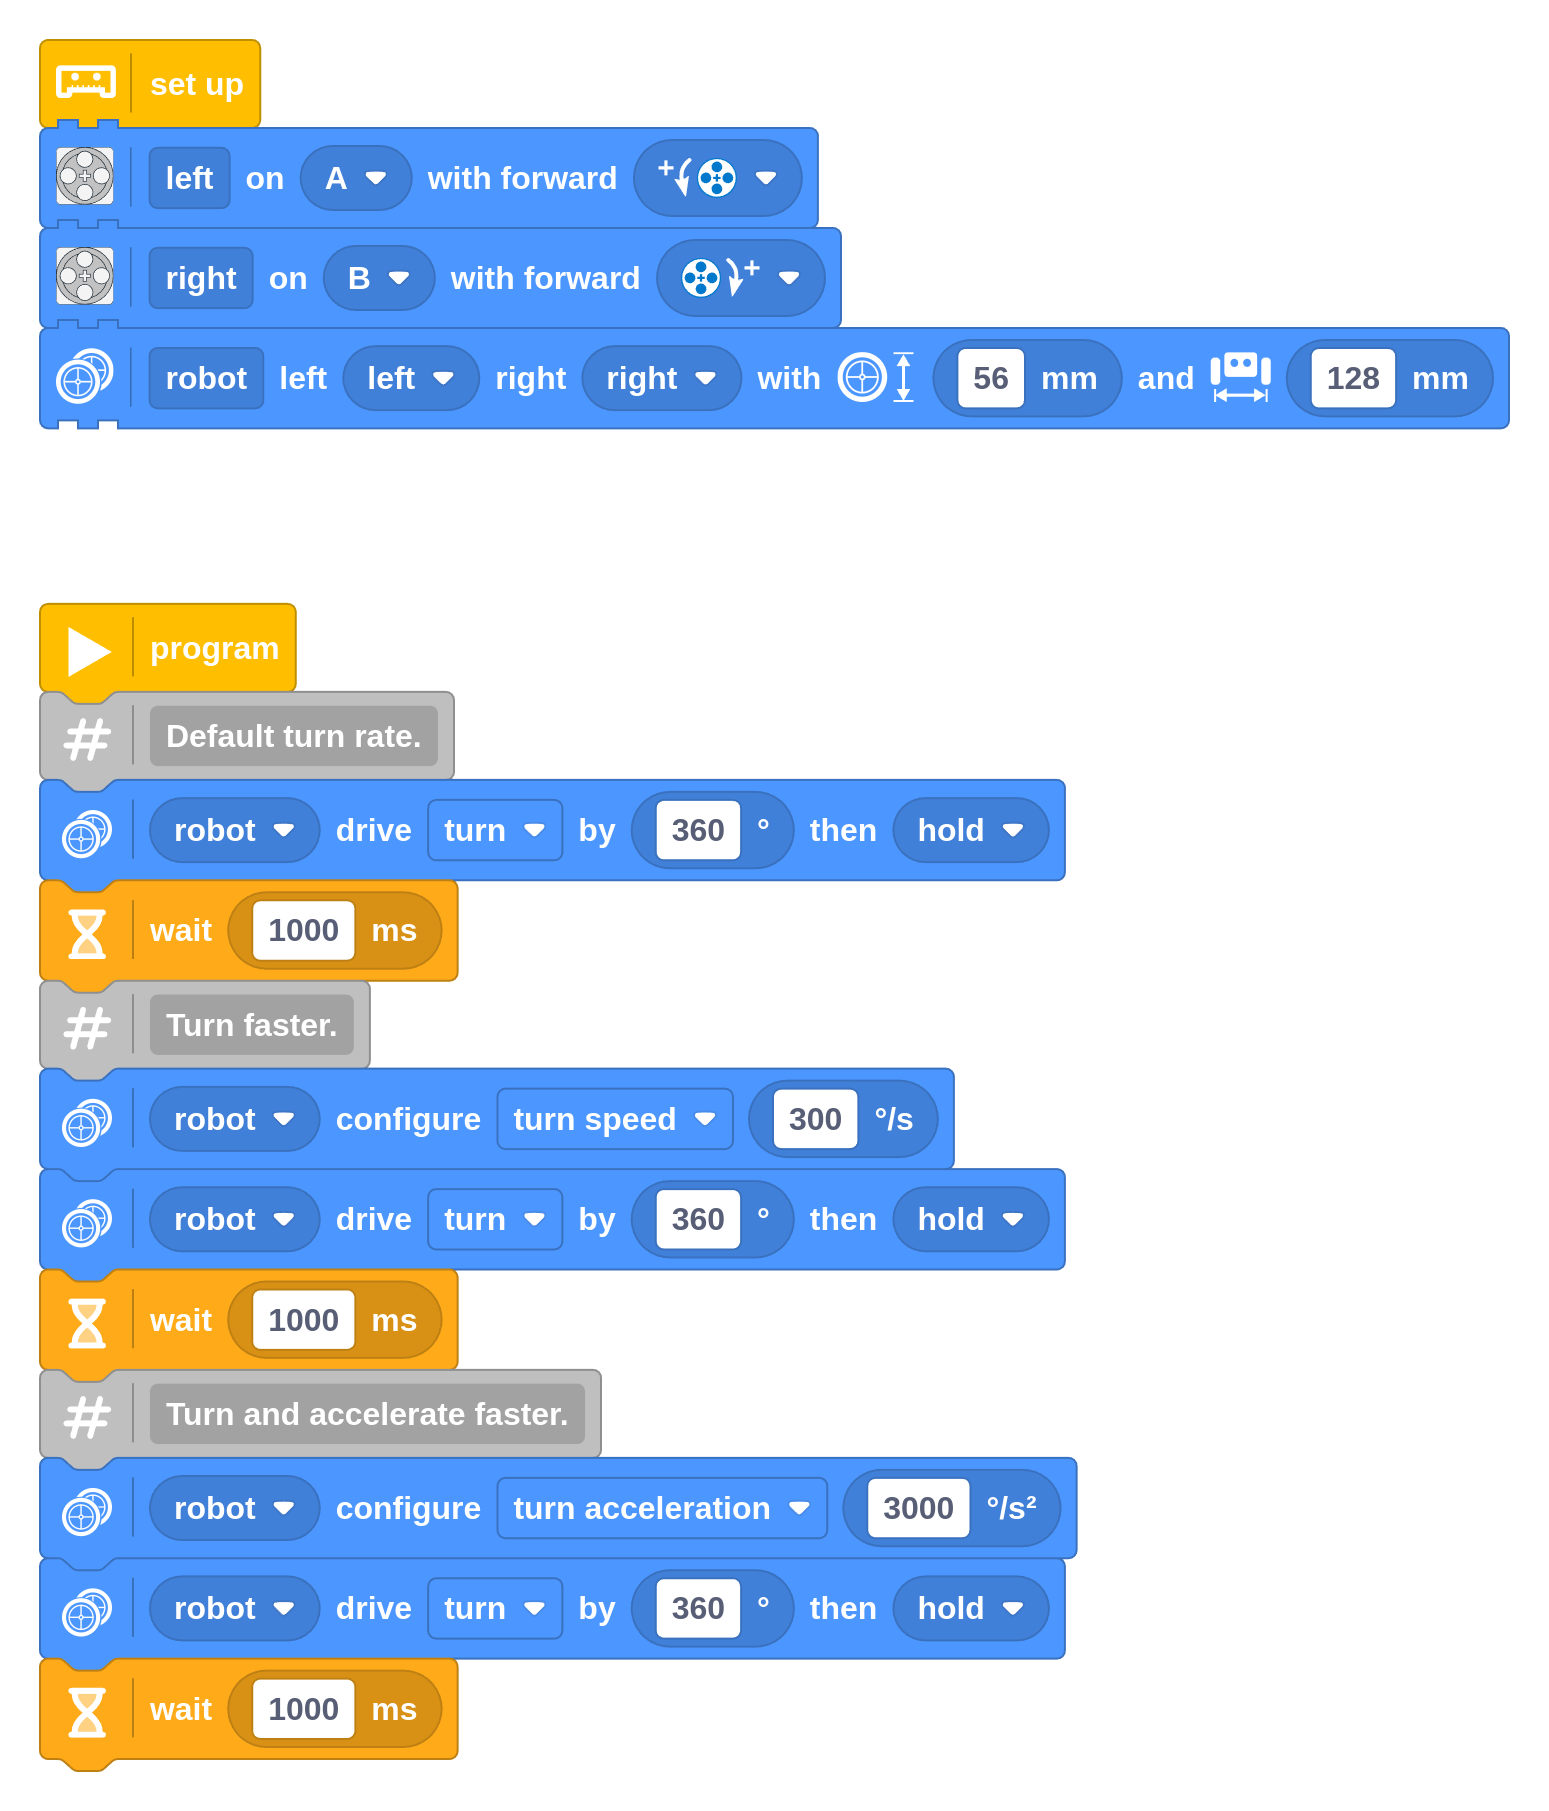 set up
left on A with forward +
right on B with forward +
robot left left right right with 56 mm and 128 mm
program
# Default turn rate.
robot drive turn by 360 ° then hold
wait 1000 ms
# Turn faster.
robot configure turn speed 300 °/s
robot drive turn by 360 ° then hold
wait 1000 ms
# Turn and accelerate faster.
robot configure turn acceleration 3000 °/s²
robot drive turn by 360 ° then hold
wait 1000 ms